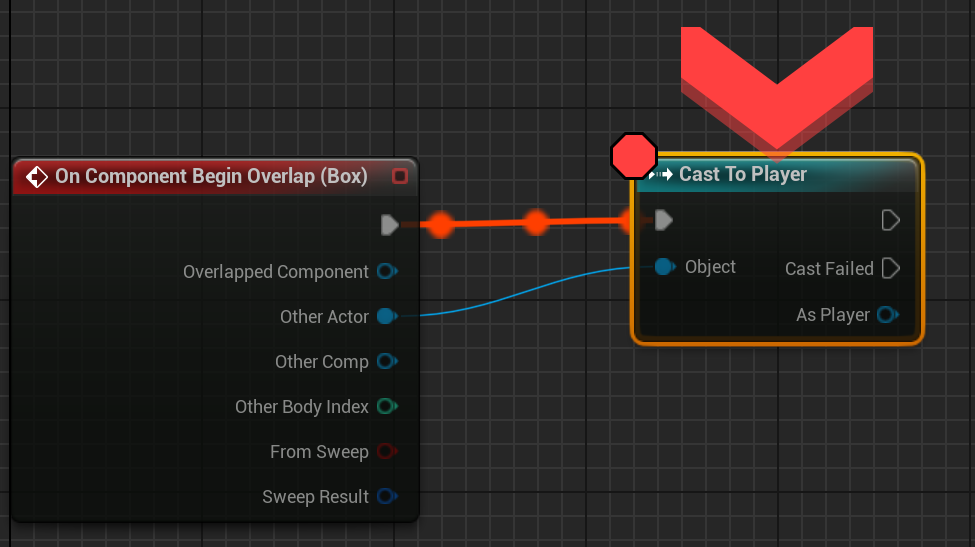 On Component Begin Overlap (Box)
Overlapped Component
Other Actor
Other Comp
Other Body Index
From Sweep
Sweep Result
Cast To Player
Object
Cast Failed
As Player